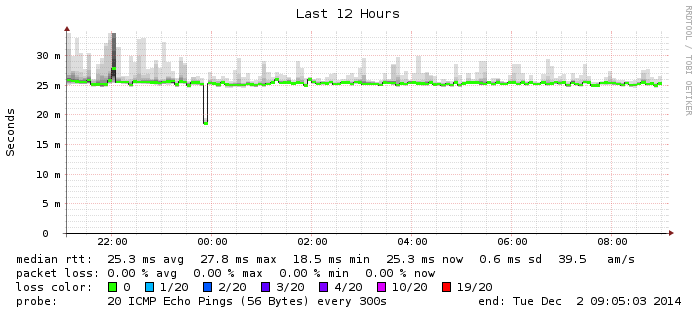 Last 12 Hours
RRDTOOL / TOBI OETIKER
Seconds
30 m
25 m
20 m
15 m
10 m
5 m
0
22:00 00:00 02:00 04:00 06:00 08:00
median rtt: 25.3 ms avg 27.8 ms max 18.5 ms min 25.3 ms now 0.6 ms sd 39.5 am/s
packet loss: 0.00 % avg 0.00 % max 0.00 % min 0.00 % now
loss color: 0 1/20 2/20 3/20 4/20 10/20 19/20
probe: 20 ICMP Echo Pings (56 Bytes) every 300s end: Tue Dec 2 09:05:03 2014